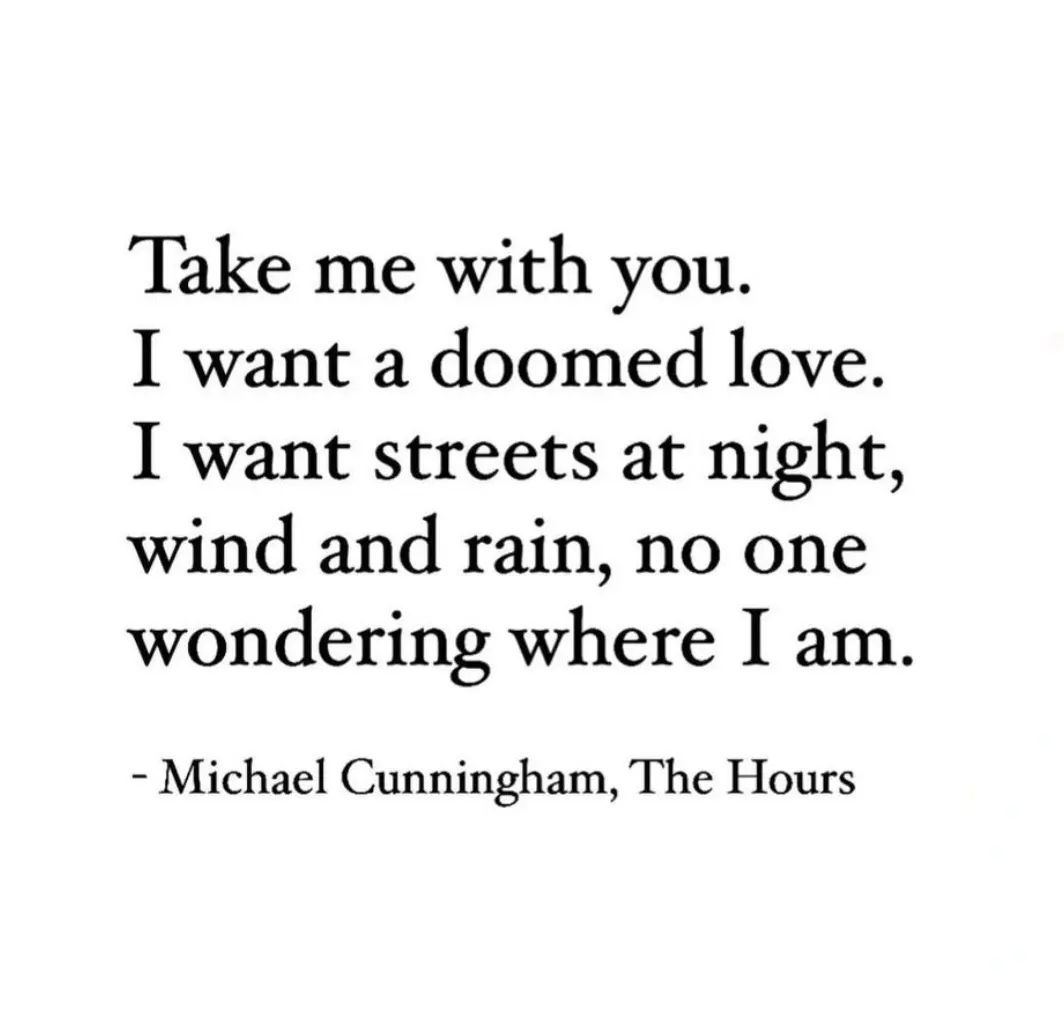 Take me with you.
I want a doomed love.
I want streets at night,
wind and rain, no one
wondering where I am.
- Michael Cunningham, The Hours